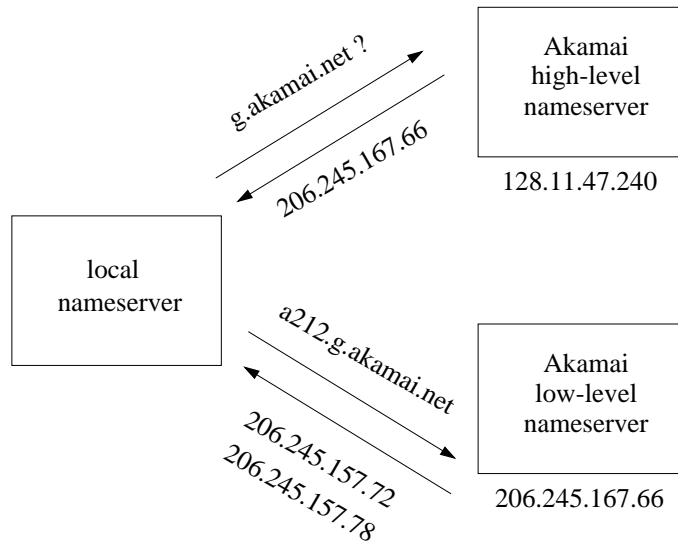 g.akamai.net ?
206.245.167.66
Akamai
high-level
nameserver
128.11.47.240
local
nameserver
a212.g.akamai.net
206.245.157.72
206.245.157.78
Akamai
low-level
nameserver
206.245.167.66